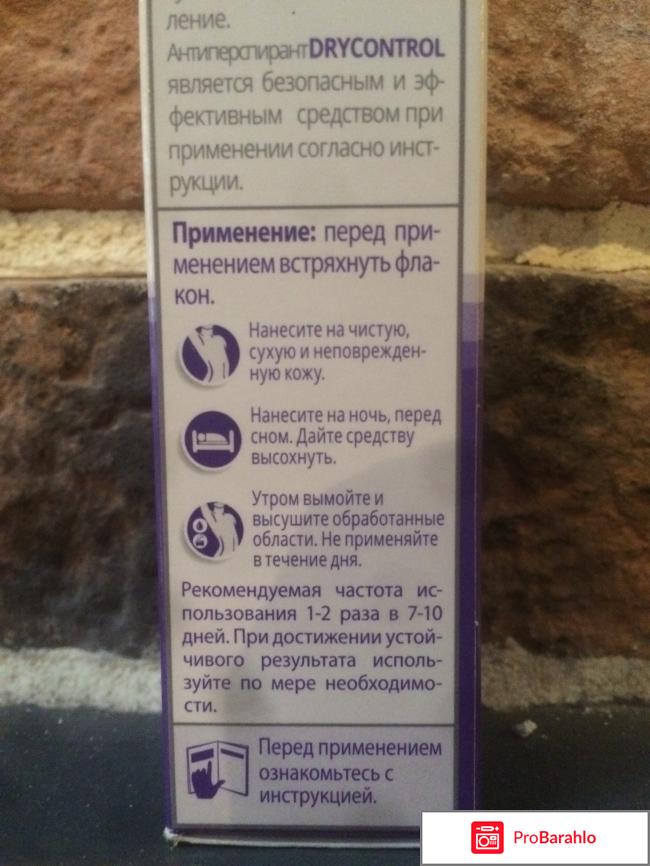 ление.
Антиперспирант DRYCONTROL
является безопасным и эф-
фективным средством при
применении согласно инст-
рукции.
Применение: перед при-
менением встряхнуть фла-
кон.
Нанесите на чистую,
сухую и неповрежден-
ную кожу.
Нанесите на ночь, перед
сном. Дайте средству
высохнуть.
Утром вымойте и
высушите обработанные
области. Не применяйте
в течение дня.
Рекомендуемая частота ис-
пользования 1-2 раза в 7-10
дней. При достижении устой-
чивого результата исполь-
зуйте по мере необходимо-
сти.
Перед применением
ознакомьтесь с
инструкцией.
ProBarahlo